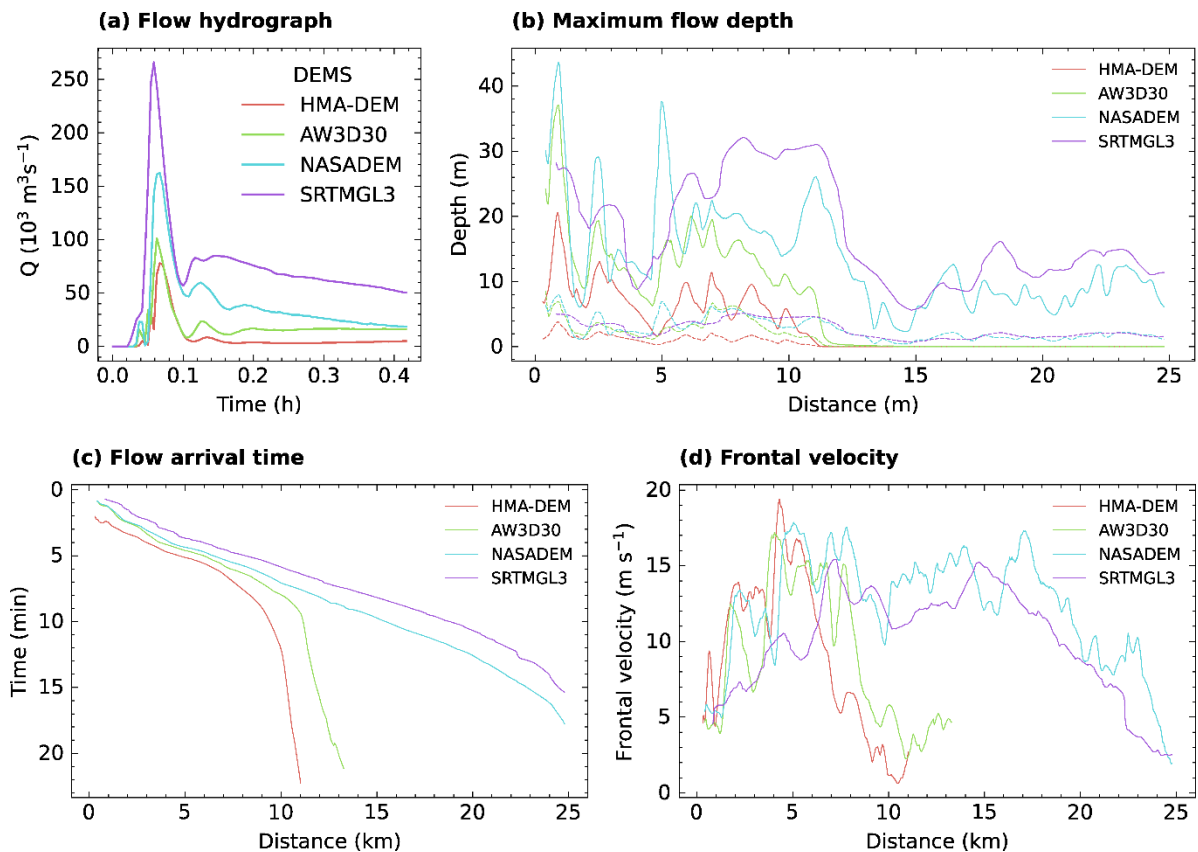 (a) Flow hydrograph
250
200
150
100
50
0
Q (10³ m³s⁻¹)
DEMS
HMA-DEM
AW3D30
NASADEM
SRTMGL3
0.0 0.1 0.2 0.3 0.4
Time (h)
(b) Maximum flow depth
40
30
20
10
0
Depth (m)
HMA-DEM
AW3D30
NASADEM
SRTMGL3
0 5 10 15 20 25
Distance (m)
(c) Flow arrival time
0
5
10
15
20
Time (min)
HMA-DEM
AW3D30
NASADEM
SRTMGL3
0 5 10 15 20 25
Distance (km)
(d) Frontal velocity
20
15
10
5
0
Frontal velocity (m s⁻¹)
HMA-DEM
AW3D30
NASADEM
SRTMGL3
0 5 10 15 20 25
Distance (km)